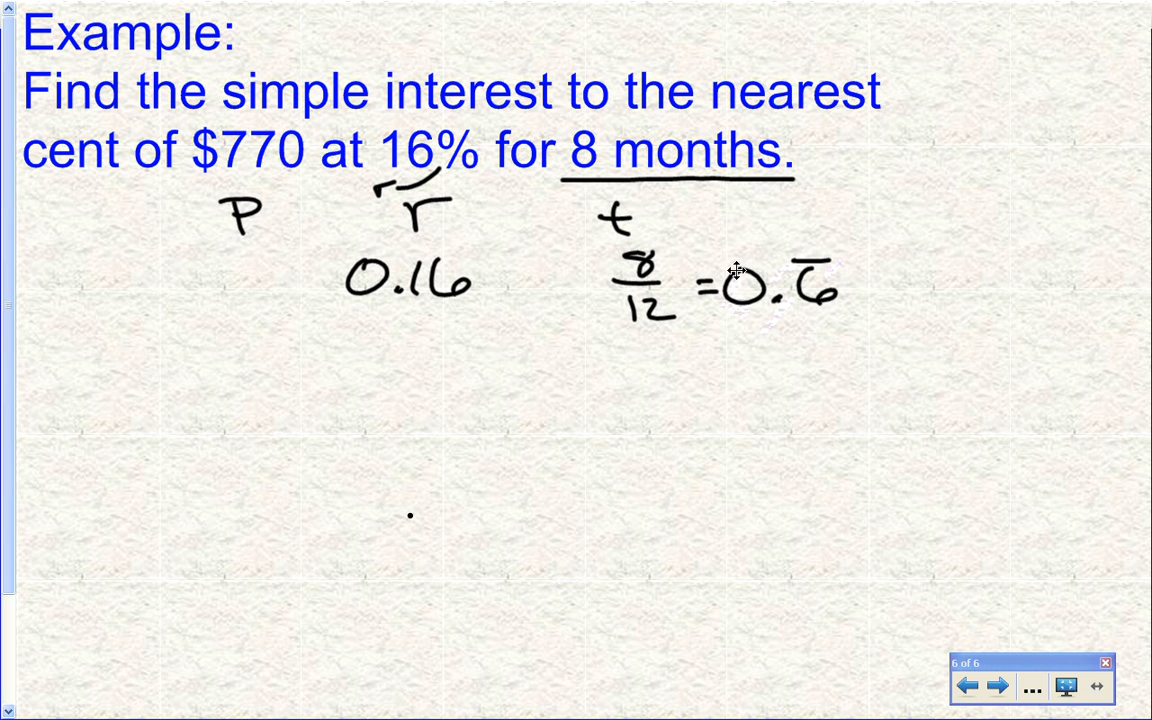 Example:
Find the simple interest to the nearest
cent of $770 at 16% for 8 months.
P r t
0.16 8/12 = 0.6̅
6 of 6
...